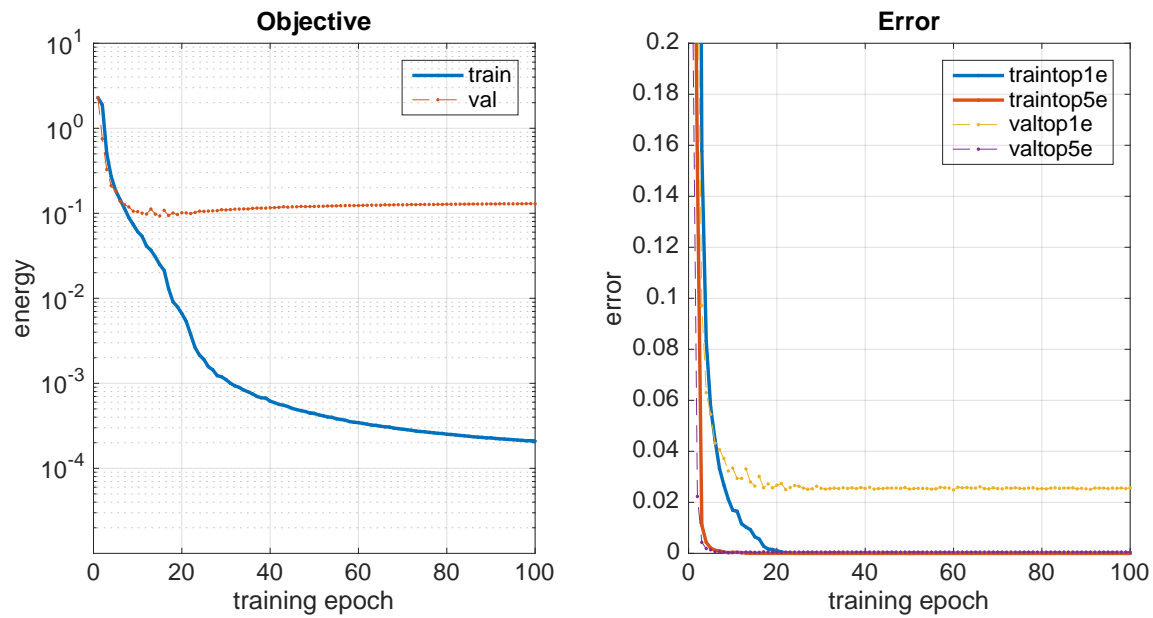 Objective
10^1
10^0
10^-1
10^-2
10^-3
10^-4
energy
train
val
0 20 40 60 80 100
training epoch
Error
0.2
0.18
0.16
0.14
0.12
0.1
0.08
0.06
0.04
0.02
0
error
traintop1e
traintop5e
valtop1e
valtop5e
0 20 40 60 80 100
training epoch